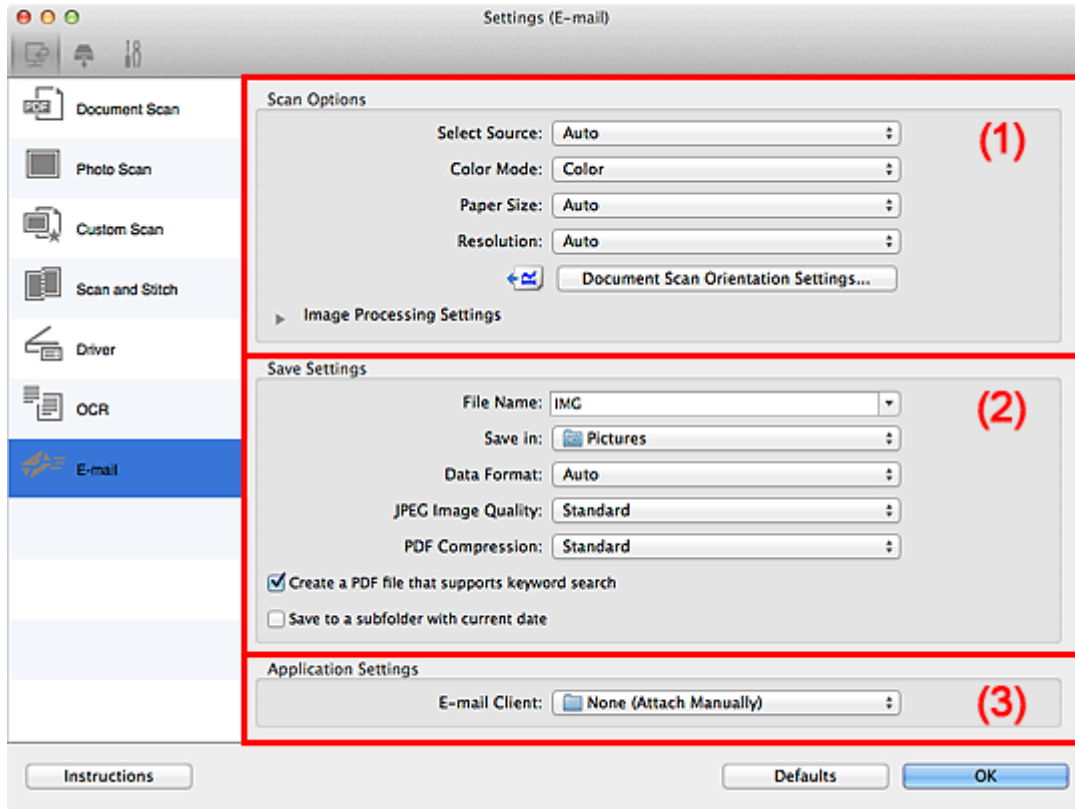 Settings (E-mail)
Document Scan
Photo Scan
Custom Scan
Scan and Stitch
Driver
OCR
E-mail
Scan Options
(1)
Select Source: Auto
Color Mode: Color
Paper Size: Auto
Resolution: Auto
Document Scan Orientation Settings...
Image Processing Settings
Save Settings
(2)
File Name: IMG
Save in: Pictures
Data Format: Auto
JPEG Image Quality: Standard
PDF Compression: Standard
Create a PDF file that supports keyword search
Save to a subfolder with current date
Application Settings
(3)
E-mail Client: None (Attach Manually)
Instructions
Defaults
OK